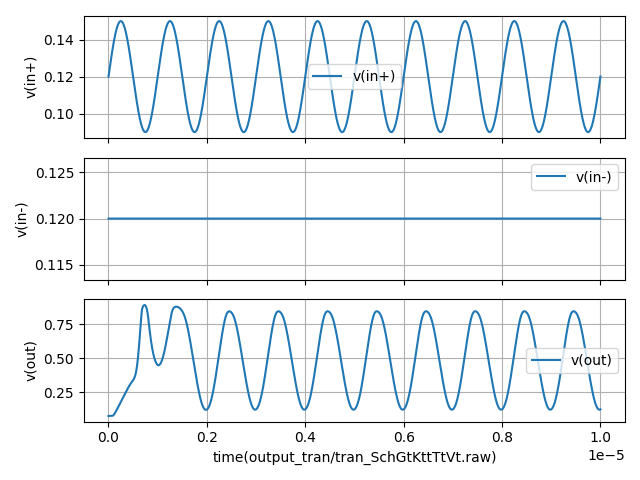 0.14
0.12
0.10
v(in+)
v(in+)
0.125
0.120
0.115
v(in-)
v(in-)
0.75
0.50
0.25
v(out)
v(out)
0.0 0.2 0.4 0.6 0.8 1.0
1e−5
time(output_tran/tran_SchGtKttTtVt.raw)